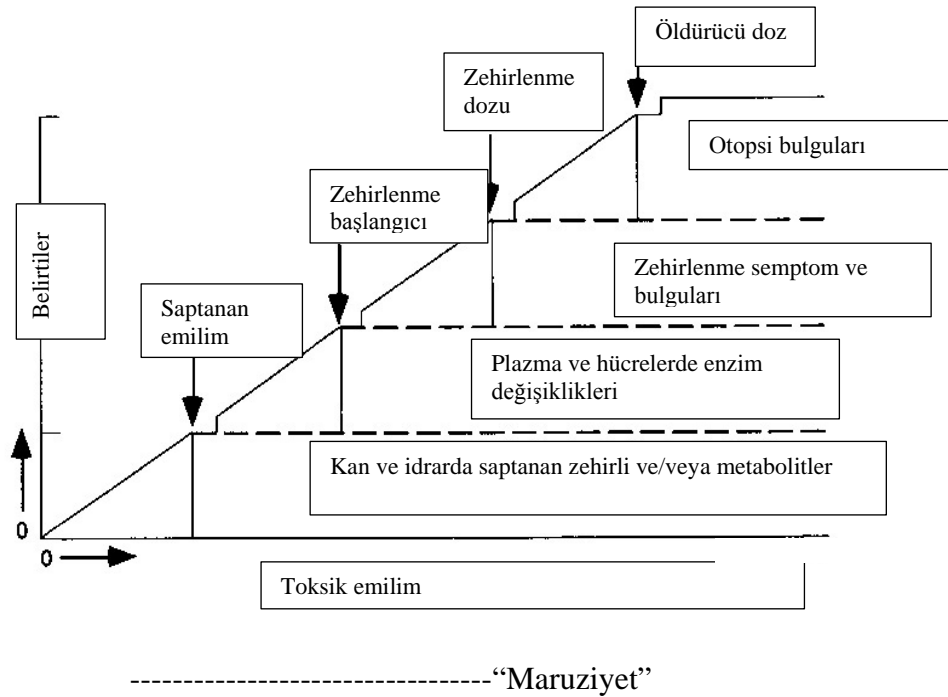 Öldürücü doz
Zehirlenme
dozu
Otopsi bulguları
Zehirlenme
başlangıcı
Belirtiler
Zehirlenme semptom ve
bulguları
Saptanan
emilim
Plazma ve hücrelerde enzim
değişiklikleri
Kan ve idrarda saptanan zehirli ve/veya metabolitler
0
0
Toksik emilim
----------------------------------“Maruziyet”